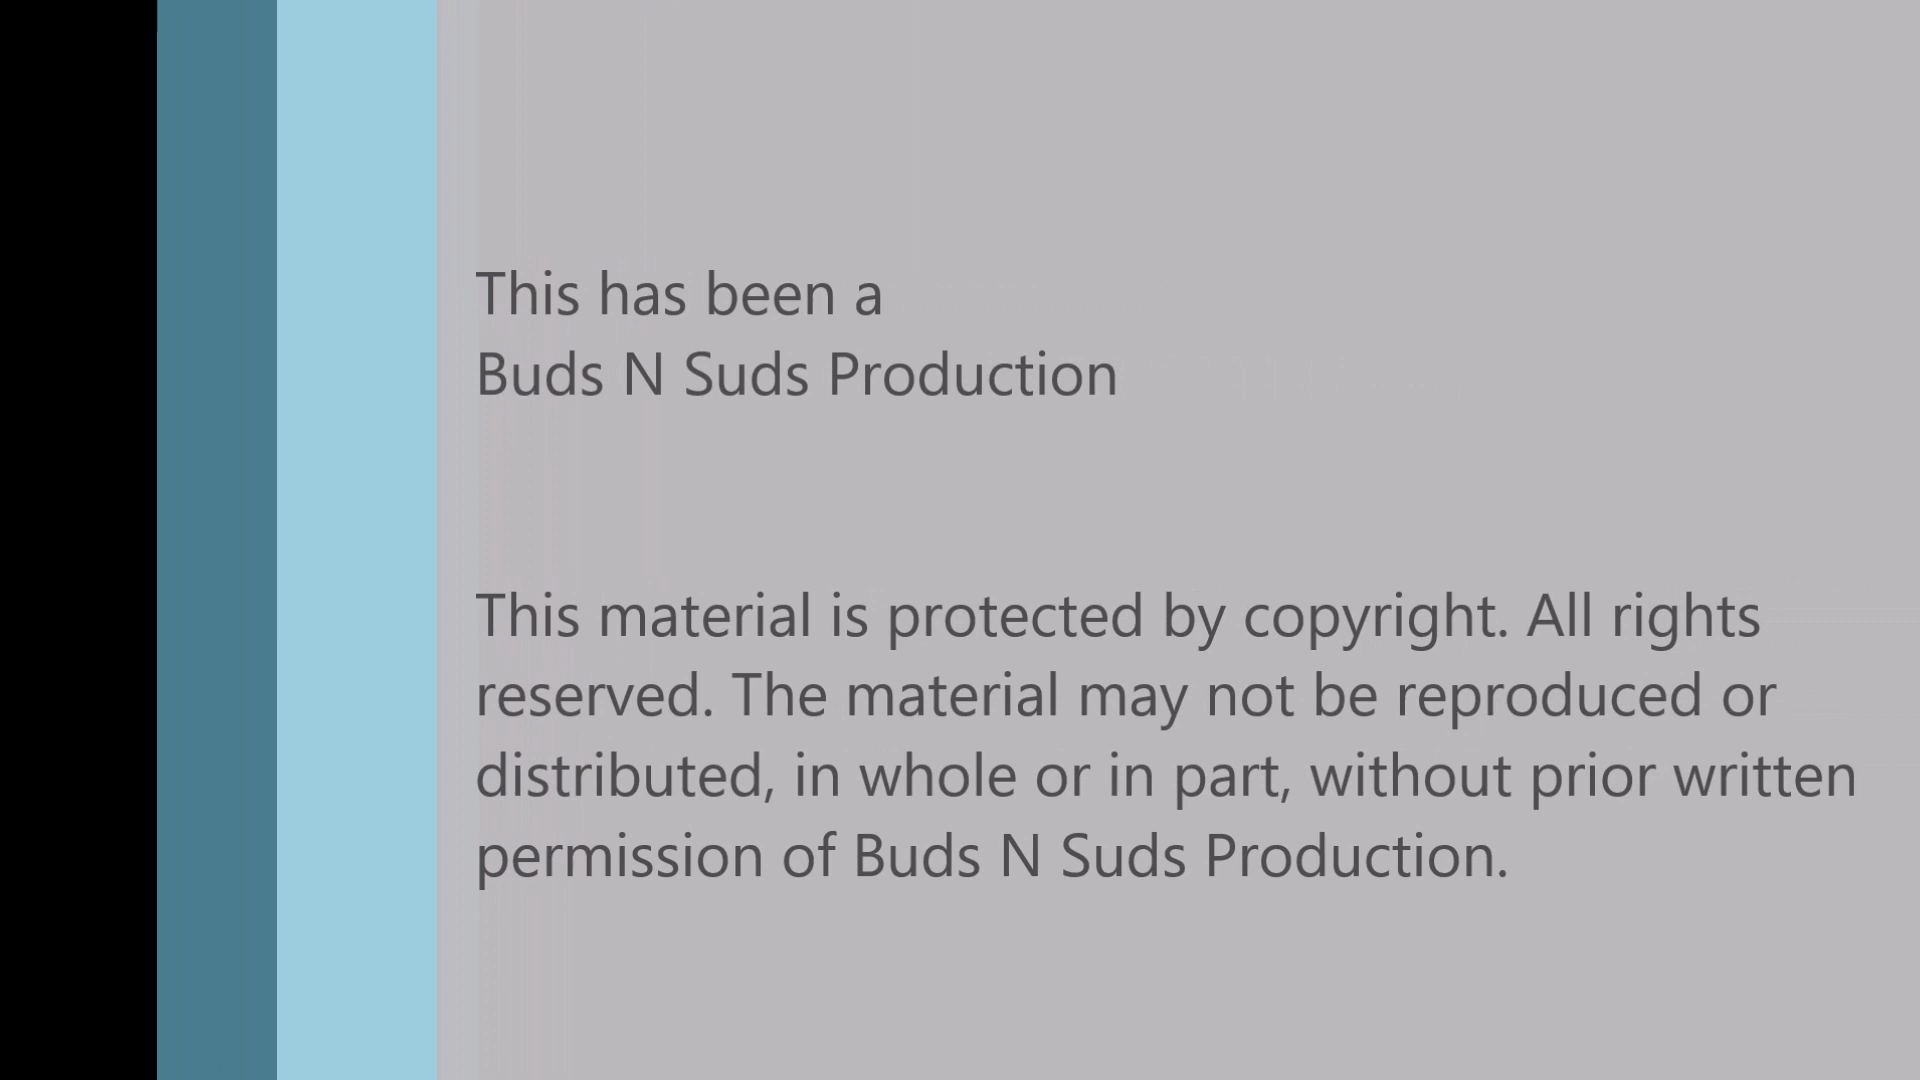 This has been a
Buds N Suds Production
This material is protected by copyright. All rights
reserved. The material may not be reproduced or
distributed, in whole or in part, without prior written
permission of Buds N Suds Production.